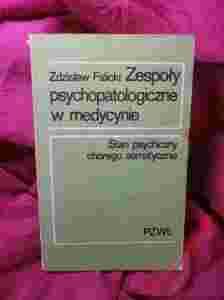 Zdzisław Falicki Zespoły
psychopatologiczne
w medycynie
Stan psychiczny
chorego somatycznie
PZWL